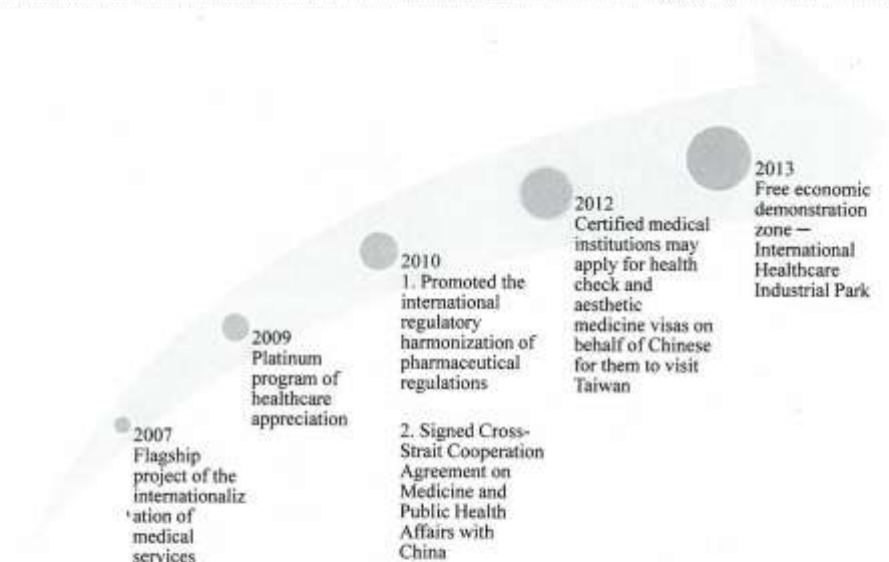 2007
Flagship
project of the
internationaliz
ation of
medical
services
2009
Platinum
program of
healthcare
appreciation
2010
1. Promoted the
international
regulatory
harmonization of
pharmaceutical
regulations
2. Signed Cross-
Strait Cooperation
Agreement on
Medicine and
Public Health
Affairs with
China
2012
Certified medical
institutions may
apply for health
check and
aesthetic
medicine visas on
behalf of Chinese
for them to visit
Taiwan
2013
Free economic
demonstration
zone —
International
Healthcare
Industrial Park